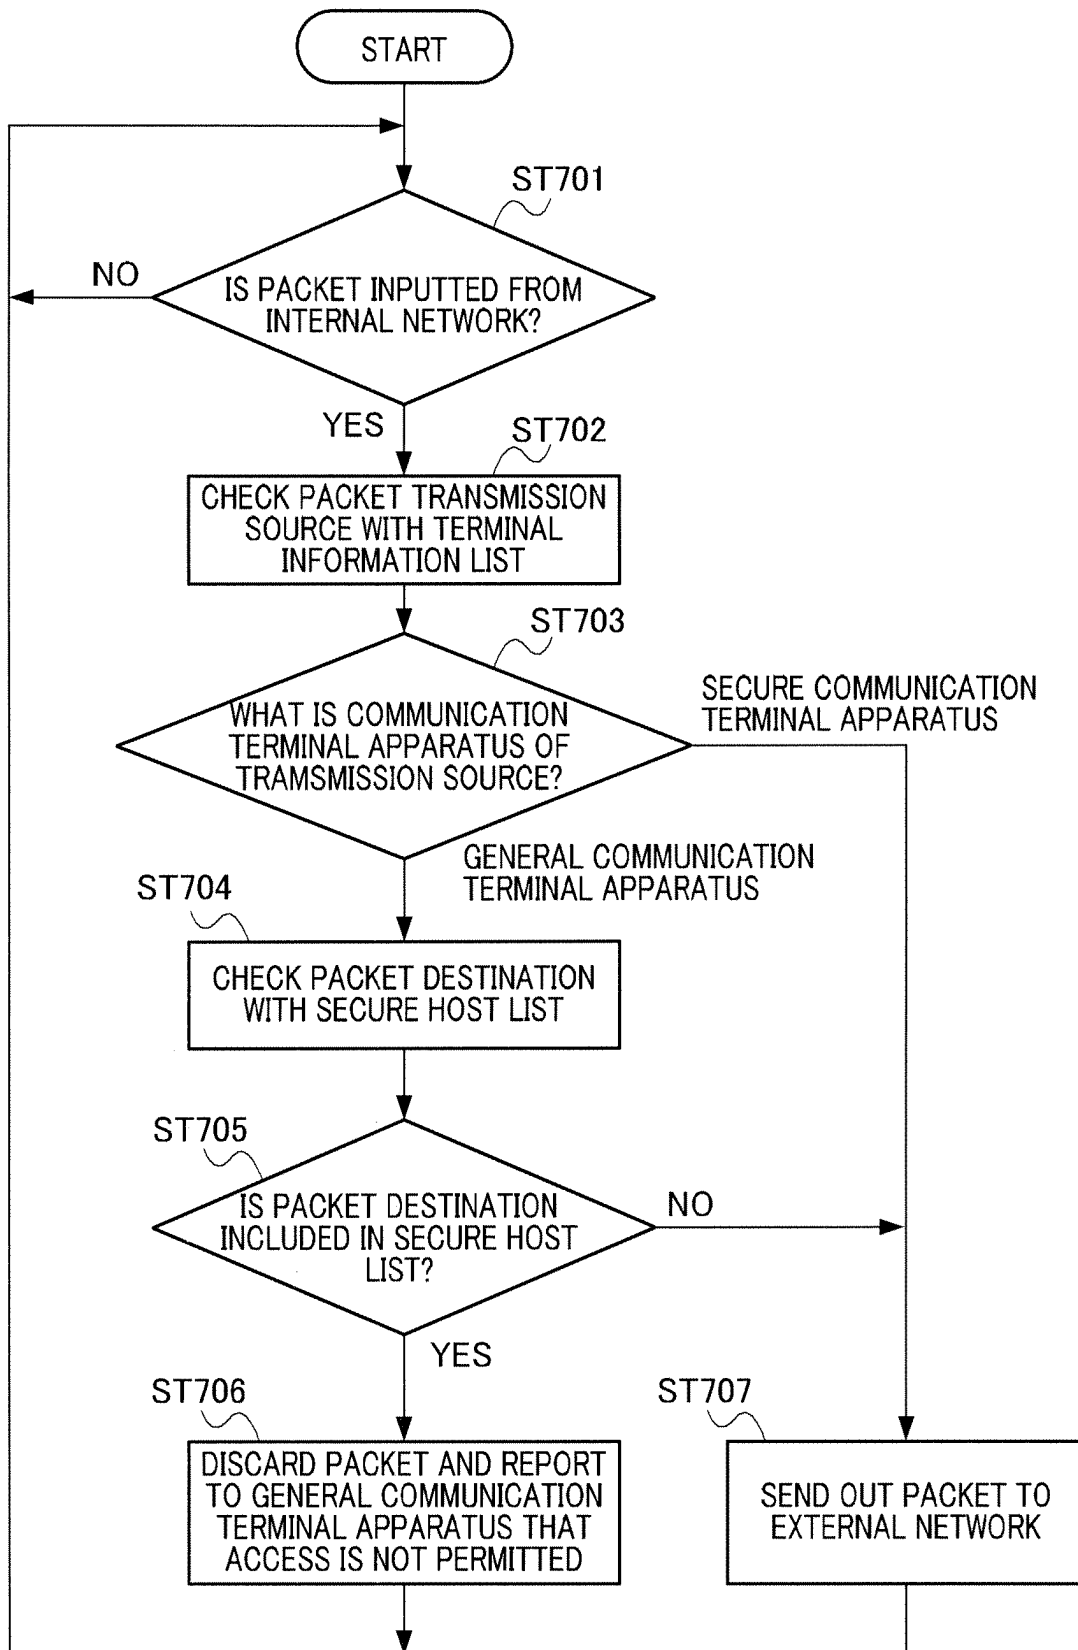 START
ST701
NO
IS PACKET INPUTTED FROM
INTERNAL NETWORK?
YES
ST702
CHECK PACKET TRANSMISSION
SOURCE WITH TERMINAL
INFORMATION LIST
ST703
WHAT IS COMMUNICATION
TERMINAL APPARATUS OF
TRAMSMISSION SOURCE?
SECURE COMMUNICATION
TERMINAL APPARATUS
GENERAL COMMUNICATION
TERMINAL APPARATUS
ST704
CHECK PACKET DESTINATION
WITH SECURE HOST LIST
ST705
IS PACKET DESTINATION
INCLUDED IN SECURE HOST
LIST?
NO
YES
ST706
DISCARD PACKET AND REPORT
TO GENERAL COMMUNICATION
TERMINAL APPARATUS THAT
ACCESS IS NOT PERMITTED
ST707
SEND OUT PACKET TO
EXTERNAL NETWORK